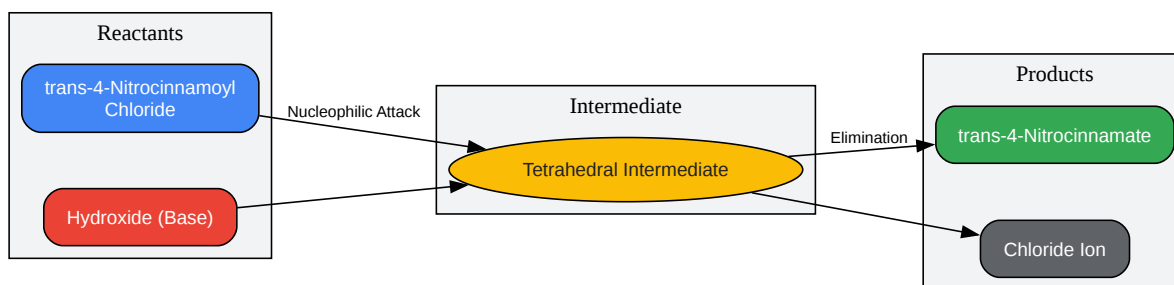 Reactants
trans-4-Nitrocinnamoyl
Chloride
Hydroxide (Base)
Nucleophilic Attack
Intermediate
Tetrahedral Intermediate
Elimination
Products
trans-4-Nitrocinnamate
Chloride Ion